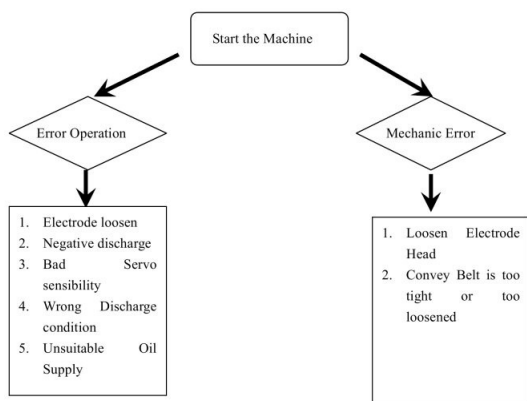 Start the Machine
Error Operation
Mechanic Error
1. Electrode loosen
2. Negative discharge
3. Bad Servo
sensibility
4. Wrong Discharge
condition
5. Unsuitable Oil
Supply
1. Loosen Electrode
Head
2. Convey Belt is too
tight or too
loosened